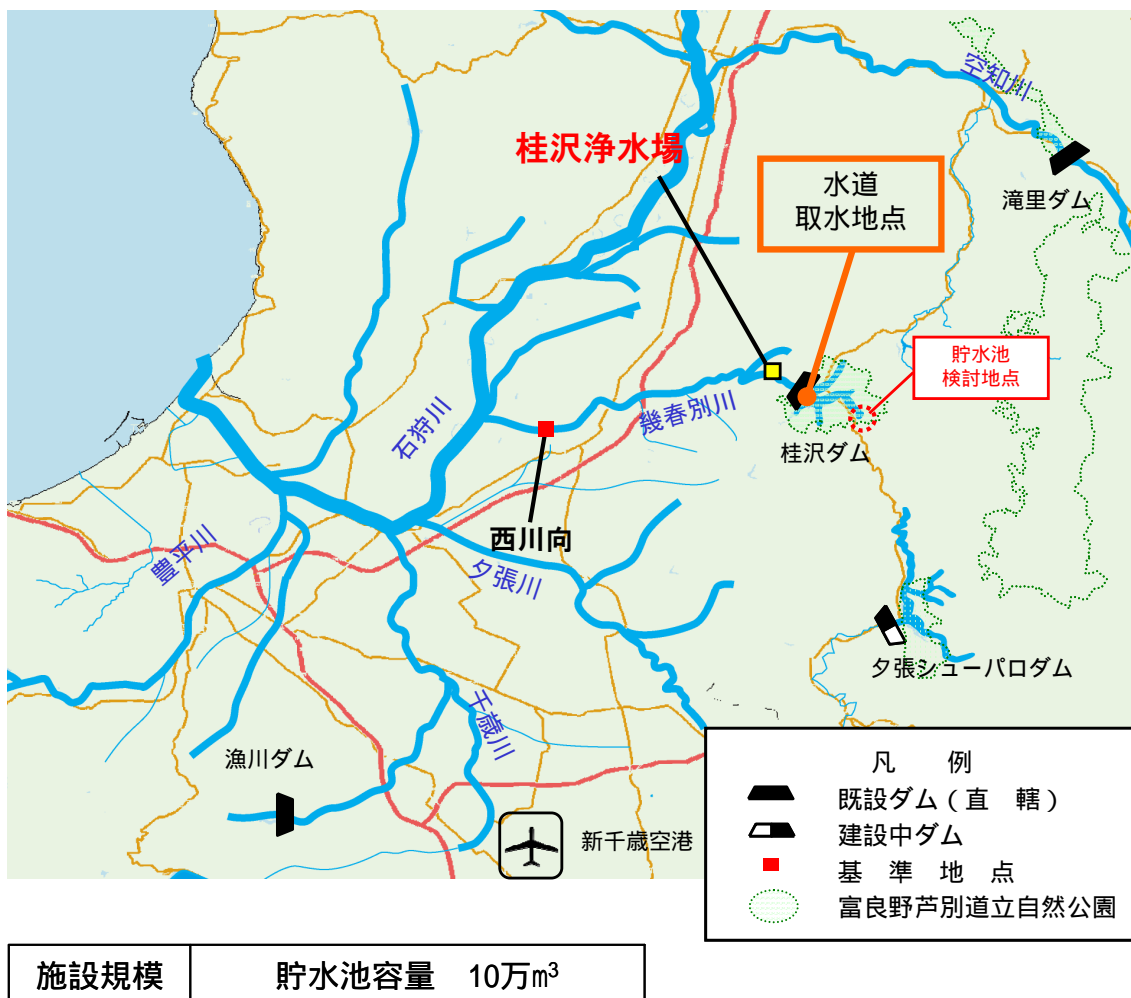 空知川
桂沢浄水場
水道
取水地点
滝里ダム
貯水池
検討地点
石狩川
幾春別川
桂沢ダム
西川向
豊平川
夕張川
夕張シューパロダム
千歳川
漁川ダム
新千歳空港
凡　例
既設ダム（直　轄）
建設中ダム
基　準　地　点
富良野芦別道立自然公園
施設規模　貯水池容量　10万m³